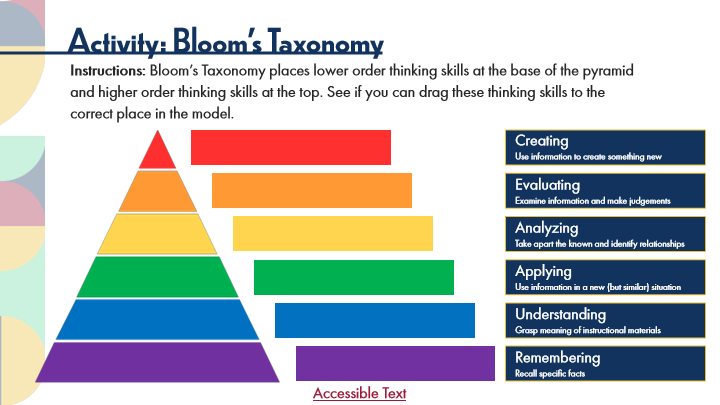 Activity: Bloom's Taxonomy
Instructions: Bloom's Taxonomy places lower order thinking skills at the base of the pyramid
and higher order thinking skills at the top. See if you can drag these thinking skills to the
correct place in the model.
Creating
Use information to create something new
Evaluating
Examine information and make judgements
Analyzing
Take apart the known and identify relationships
Applying
Use information in a new (but similar) situation
Understanding
Grasp meaning of instructional materials
Remembering
Recall specific facts
Accessible Text